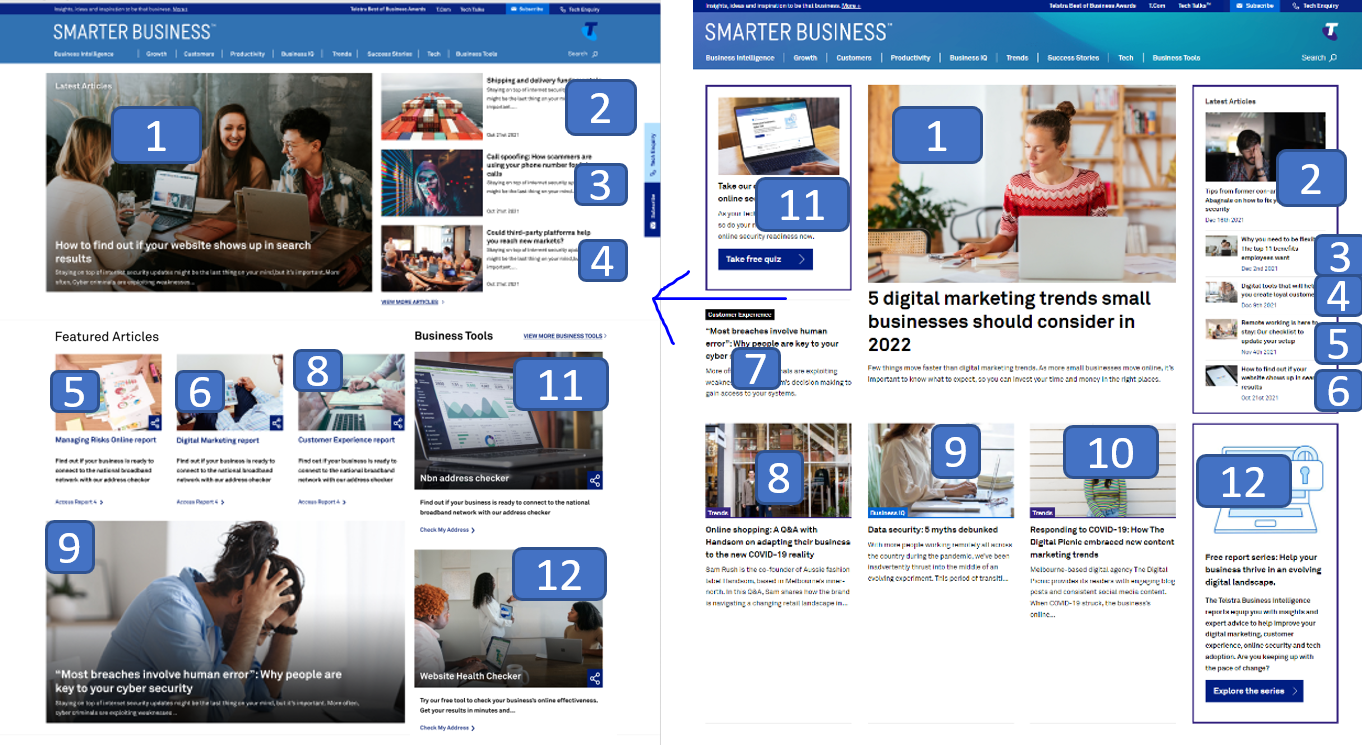 Insights, ideas and inspiration to be that business. More >
Telstra Best of Business Awards T.Com Tech Talks Subscribe Tech Enquiry
SMARTER BUSINESS™
T
Business Intelligence | Growth | Customers | Productivity | Business IQ | Trends | Success Stories | Tech | Business Tools
Search
Latest Articles
1
How to find out if your website shows up in search
results
Staying on top of internet security updates might be the last thing on your mind,but it's important.More
often, Cyber criminals are exploiting weaknesses...
Shipping and delivery
Staying on top of internet
might be the last thing on your
important....
Oct 21st 2021
2
Call spoofing: How scammers are
using your phone number for
calls
Staying on top of internet security
might be the last thing on your
Oct 21st 2021
3
Could third-party platforms help
you reach new markets?
Staying on top of internet security
might be the last thing on your
important....
Oct 21st 2021
4
VIEW MORE ARTICLES >
Tech Enquiry
Subscribe
Featured Articles
5
Managing Risks Online report
Find out if your business is ready to
connect to the national broadband
network with our address checker
Access Report 4 >
6
Digital Marketing report
Find out if your business is ready to
connect to the national broadband
network with our address checker
Access Report 4 >
8
Customer Experience report
Find out if your business is ready to
connect to the national broadband
network with our address checker
Access Report 4 >
9
"Most breaches involve human error": Why people are
key to your cyber security
Staying on top of internet security updates might be the last thing on your mind, but it's important. More often,
cyber criminals are exploiting weaknesses ...
Business Tools
VIEW MORE BUSINESS TOOLS >
11
Nbn address checker
Find out if your business is ready to connect to the national
broadband network with our address checker
Check My Address >
12
Website Health Checker
Try our free tool to check your business's online effectiveness.
Get your results in minutes and...
Check My Address >
Insights, ideas and inspiration to be that business. More >
Telstra Best of Business Awards T.Com Tech Talks™ Subscribe Tech Enquiry
SMARTER BUSINESS™
T
Business Intelligence | Growth | Customers | Productivity | Business IQ | Trends | Success Stories | Tech | Business Tools
Search
Take our
online
As your
so do your
online security readiness now.
11
Take free quiz >
Customer Experience
"Most breaches involve human
error": Why people are key to your
cyber
More
are exploiting
decision making to
gain access to your systems.
7
1
5 digital marketing trends small
businesses should consider in
2022
Few things move faster than digital marketing trends. As more small businesses move online, it's
important to know what to expect, so you can invest your time and money in the right places.
Latest Articles
2
Tips from former
Abagnale on how to fix
security
Dec 16th 2021
Why you need to be
The top 11 benefits
employees want
Dec 2nd 2021
3
Digital tools that will
you create loyal
Dec 9th 2021
4
Remote working is here
stay: Our checklist to
update your setup
Nov 4th 2021
5
How to find out if your
website shows up in
results
Oct 21st 2021
6
8
Trends
Online shopping: A Q&A with
Handsom on adapting their business
to the new COVID-19 reality
Sam Rush is the co-founder of Aussie fashion
label Handsom, based in Melbourne's inner-
north. In this Q&A, Sam shares how the brand
is navigating a changing retail landscape in...
9
Business IQ
Data security: 5 myths debunked
With more people working remotely all across
the country during the pandemic, we've been
inadvertently thrust into the middle of an
evolving experiment. This period of transiti...
10
Trends
Responding to COVID-19: How The
Digital Picnic embraced new content
marketing trends
Melbourne-based digital agency The Digital
Picnic provides its readers with engaging blog
posts and consistent social media content.
When COVID-19 struck, the business's
online...
12
Free report series: Help your
business thrive in an evolving
digital landscape.
The Telstra Business Intelligence
reports equip you with insights and
expert advice to help improve your
digital marketing, customer
experience, online security and tech
adoption. Are you keeping up with
the pace of change?
Explore the series >